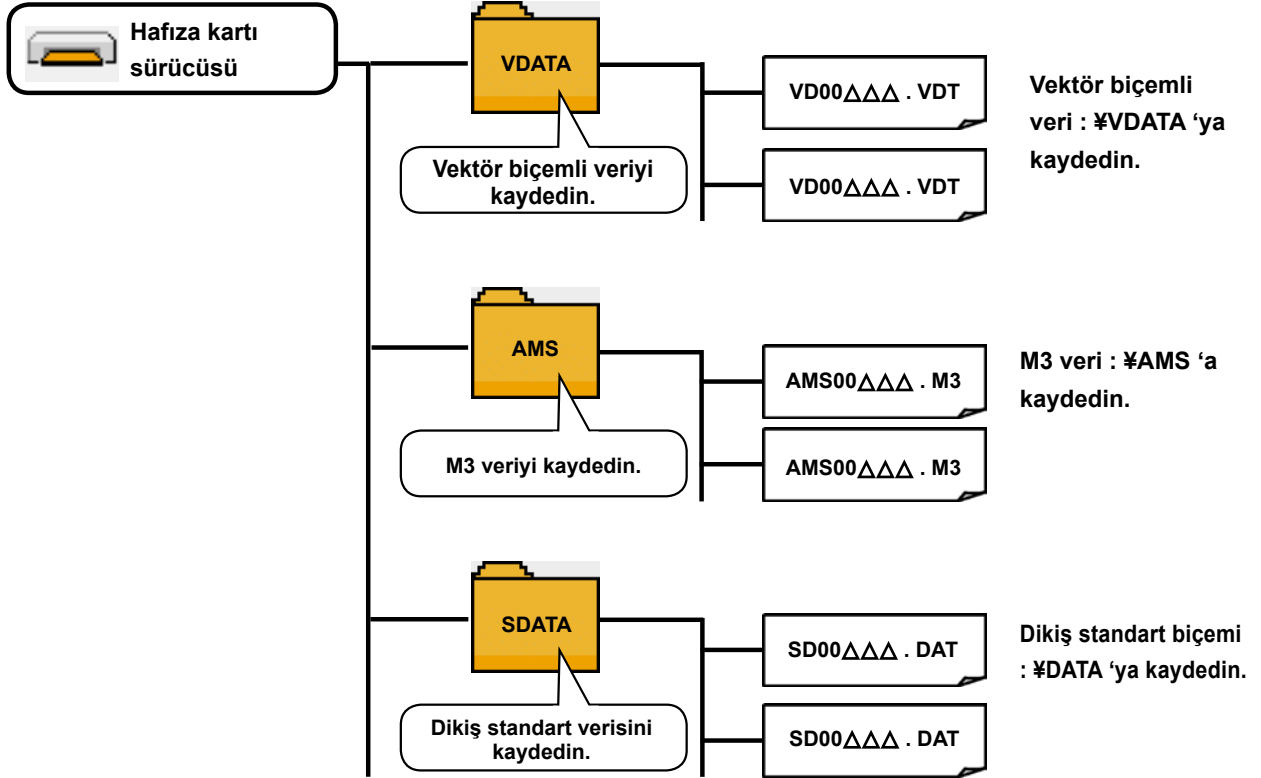 Hafıza kartı
sürücüsü
VDATA
Vektör biçemli veriyi
kaydedin.
VD00△△△ . VDT
VD00△△△ . VDT
Vektör biçemli
veri : ¥VDATA ‘ya
kaydedin.
AMS
M3 veriyi kaydedin.
AMS00△△△ . M3
AMS00△△△ . M3
M3 veri : ¥AMS ‘a
kaydedin.
SDATA
Dikiş standart verisini
kaydedin.
SD00△△△ . DAT
SD00△△△ . DAT
Dikiş standart biçemi
: ¥DATA ‘ya kaydedin.